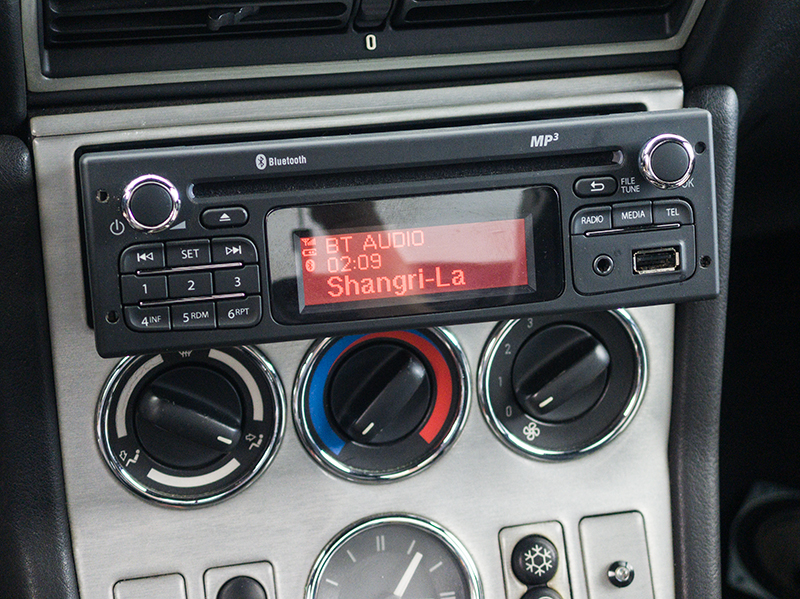 0
Bluetooth
MP3
FILE
TUNE
OK
SET
RADIO MEDIA TEL
1 2 3
4 INF 5 RDM 6 RPT
BT AUDIO
02:09
Shangri-La
3
2
1
0